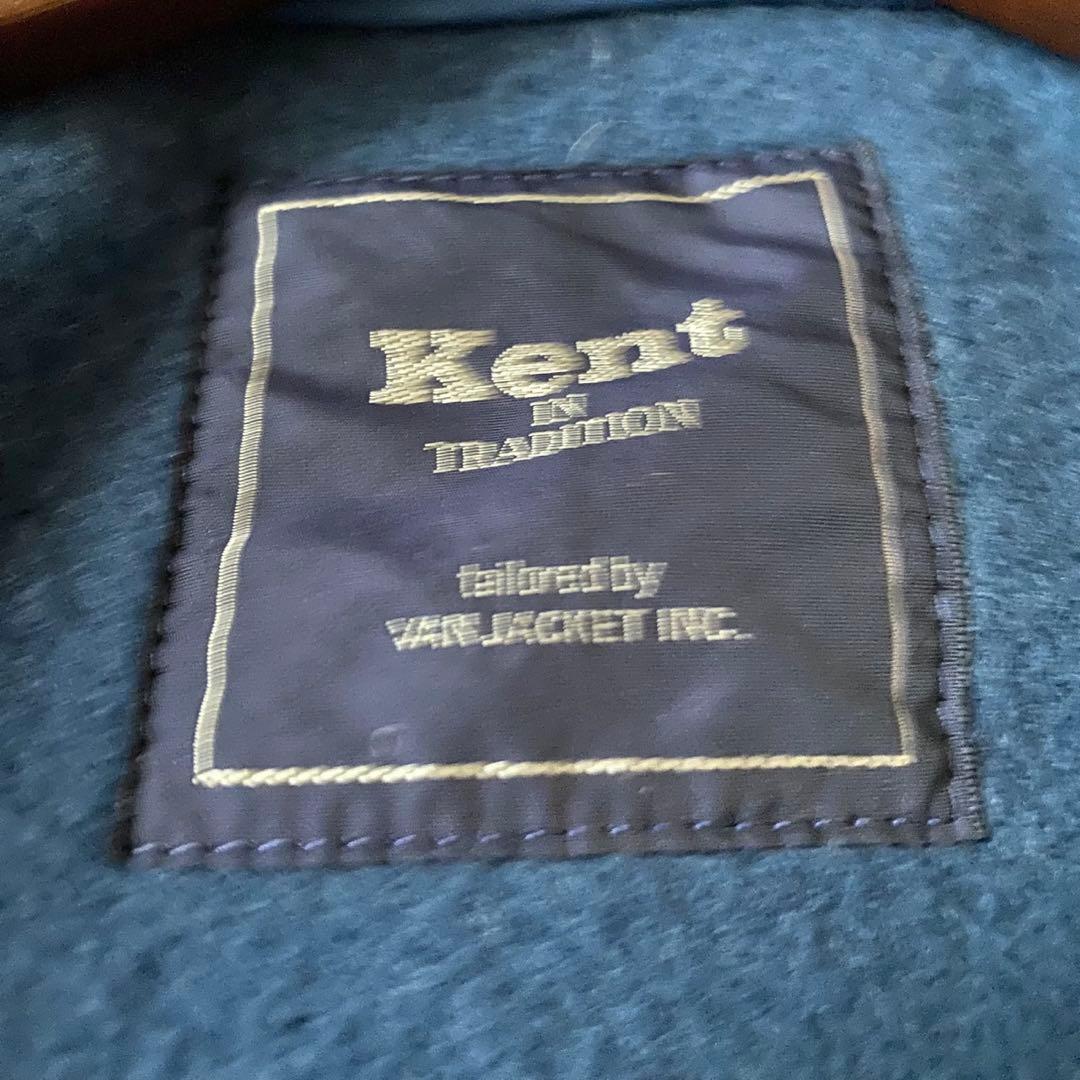 Kent
IN
TRADITION
tailored by
VAN JACKET INC.